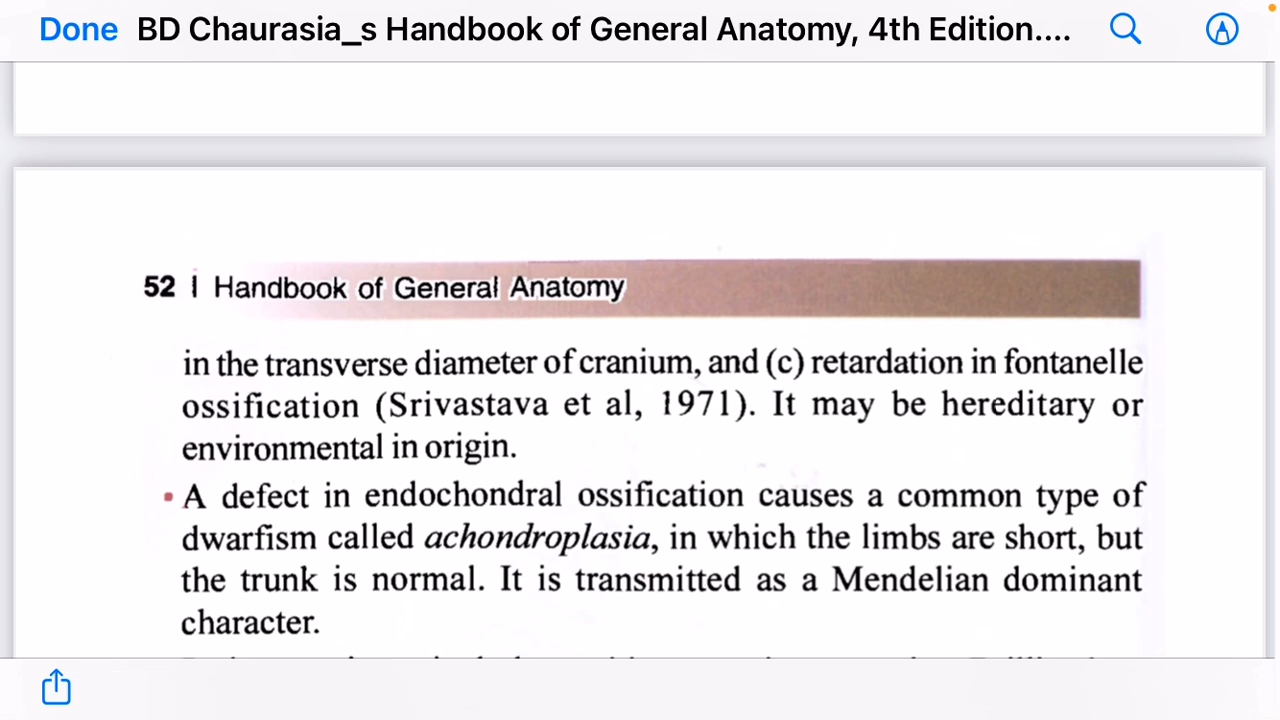 Done BD Chaurasia_s Handbook of General Anatomy, 4th Edition....
52 | Handbook of General Anatomy
in the transverse diameter of cranium, and (c) retardation in fontanelle
ossification (Srivastava et al, 1971). It may be hereditary or
environmental in origin.
• A defect in endochondral ossification causes a common type of
dwarfism called achondroplasia, in which the limbs are short, but
the trunk is normal. It is transmitted as a Mendelian dominant
character.